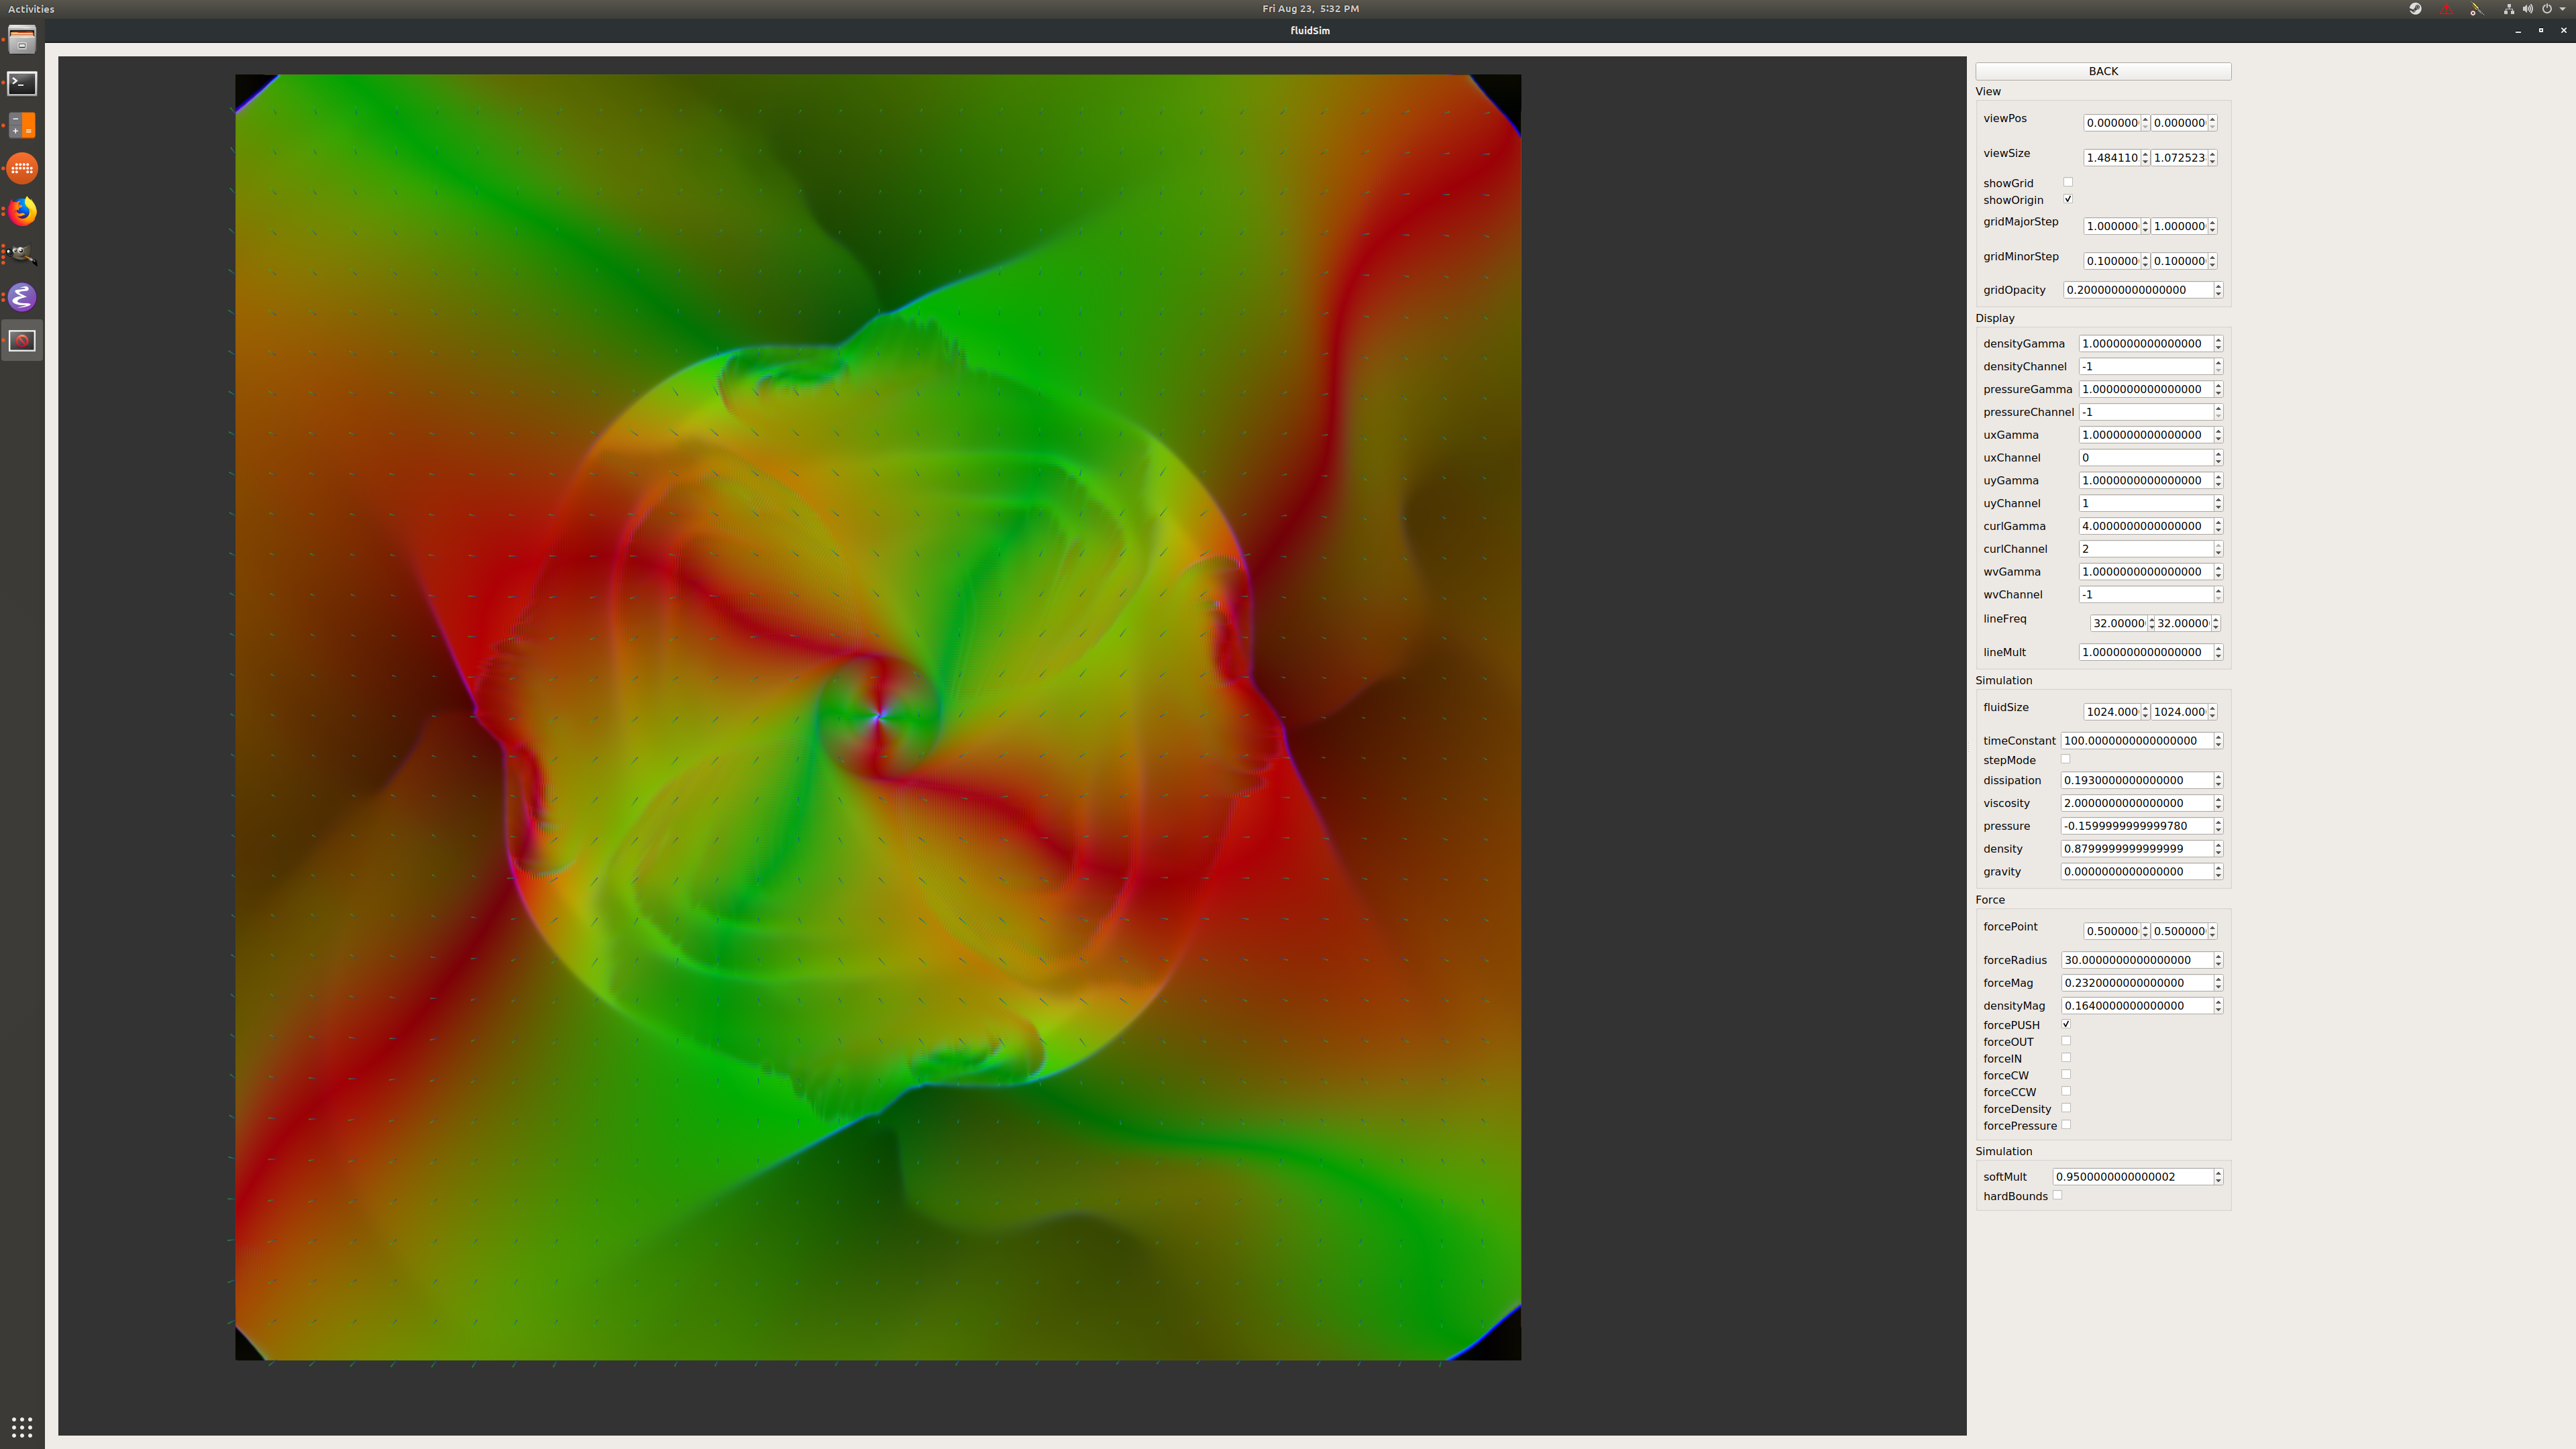 Activities
Fri Aug 23, 5:32 PM
fluidSim
BACK
View
viewPos 0.000000 0.000000
viewSize 1.484110 1.072523
showGrid
showOrigin
gridMajorStep 1.000000 1.000000
gridMinorStep 0.100000 0.100000
gridOpacity 0.2000000000000000
Display
densityGamma 1.0000000000000000
densityChannel -1
pressureGamma 1.0000000000000000
pressureChannel -1
uxGamma 1.0000000000000000
uxChannel 0
uyGamma 1.0000000000000000
uyChannel 1
curlGamma 4.0000000000000000
curlChannel 2
wvGamma 1.0000000000000000
wvChannel -1
lineFreq 32.00000 32.00000
lineMult 1.0000000000000000
Simulation
fluidSize 1024.000 1024.000
timeConstant 100.0000000000000000
stepMode
dissipation 0.1930000000000000
viscosity 2.0000000000000000
pressure -0.1599999999999780
density 0.8799999999999999
gravity 0.0000000000000000
Force
forcePoint 0.500000 0.500000
forceRadius 30.0000000000000000
forceMag 0.2320000000000000
densityMag 0.1640000000000000
forcePUSH
forceOUT
forceIN
forceCW
forceCCW
forceDensity
forcePressure
Simulation
softMult 0.9500000000000002
hardBounds